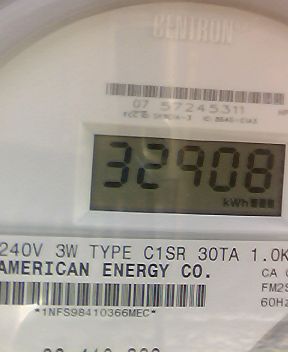 CENTRON
07 57245311
32908
kWh
240V 3W TYPE C1SR 30TA 1.0K
AMERICAN ENERGY CO.
CA
FM2S
60Hz
*1NFS98410366MEC*